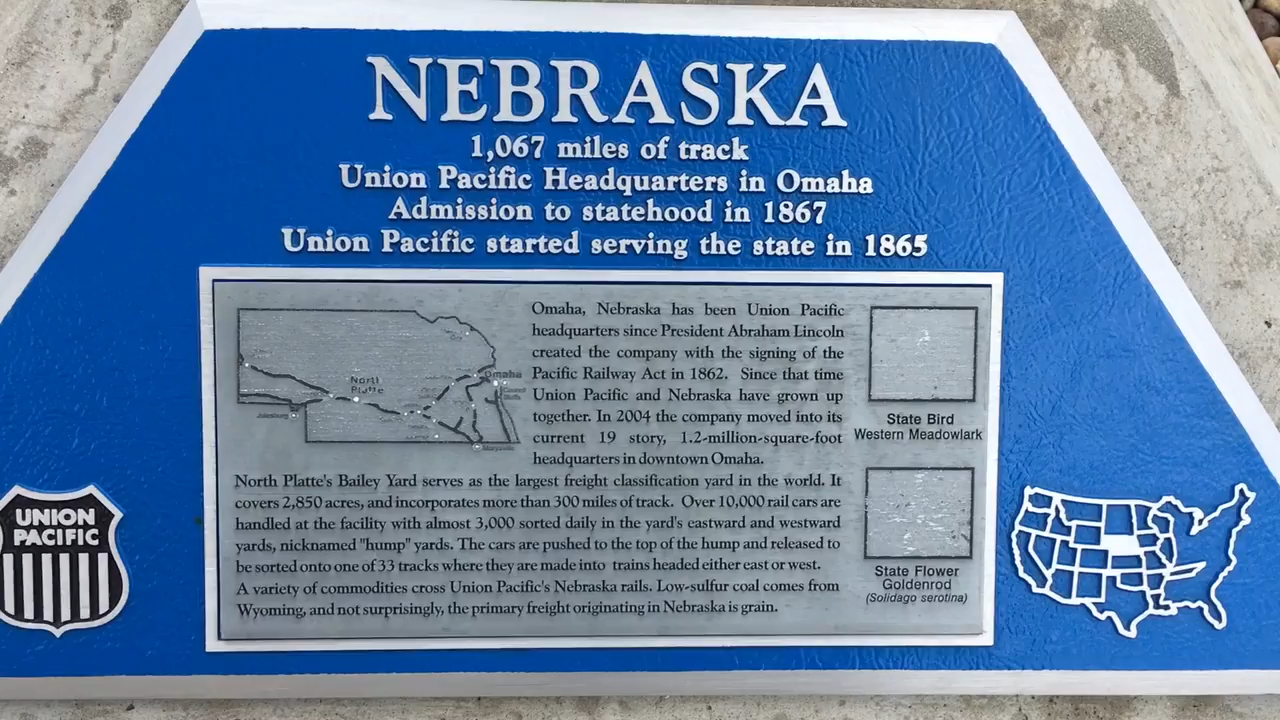 NEBRASKA
1,067 miles of track
Union Pacific Headquarters in Omaha
Admission to statehood in 1867
Union Pacific started serving the state in 1865
Omaha, Nebraska has been Union Pacific
headquarters since President Abraham Lincoln
created the company with the signing of the
Pacific Railway Act in 1862. Since that time
Union Pacific and Nebraska have grown up
together. In 2004 the company moved into its
current 19 story, 1.2-million-square-foot
headquarters in downtown Omaha.
North Platte's Bailey Yard serves as the largest freight classification yard in the world. It
covers 2,850 acres, and incorporates more than 300 miles of track. Over 10,000 rail cars are
handled at the facility with almost 3,000 sorted daily in the yard's eastward and westward
yards, nicknamed "hump" yards. The cars are pushed to the top of the hump and released to
be sorted onto one of 33 tracks where they are made into trains headed either east or west.
A variety of commodities cross Union Pacific's Nebraska rails. Low-sulfur coal comes from
Wyoming, and not surprisingly, the primary freight originating in Nebraska is grain.
North
Platte
Omaha
State Bird
Western Meadowlark
State Flower
Goldenrod
(Solidago serotina)
UNION
PACIFIC